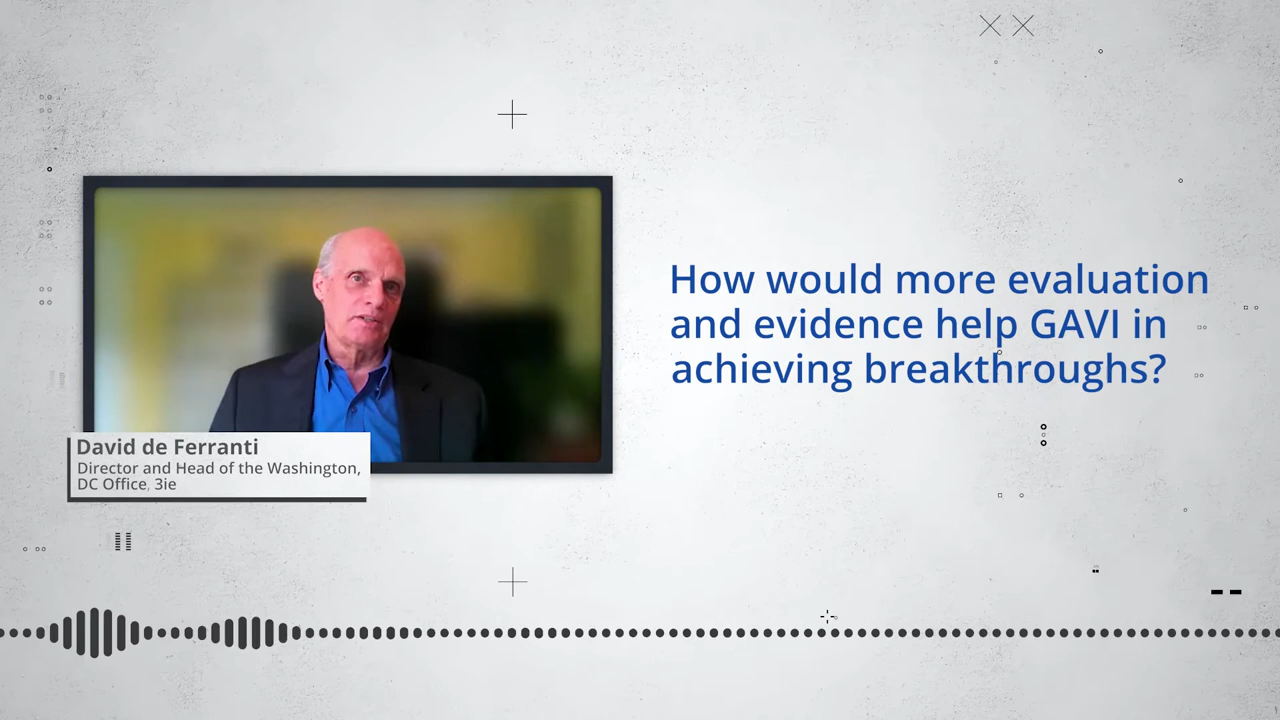 How would more evaluation
and evidence help GAVI in
achieving breakthroughs?
David de Ferranti
Director and Head of the Washington,
DC Office, 3ie